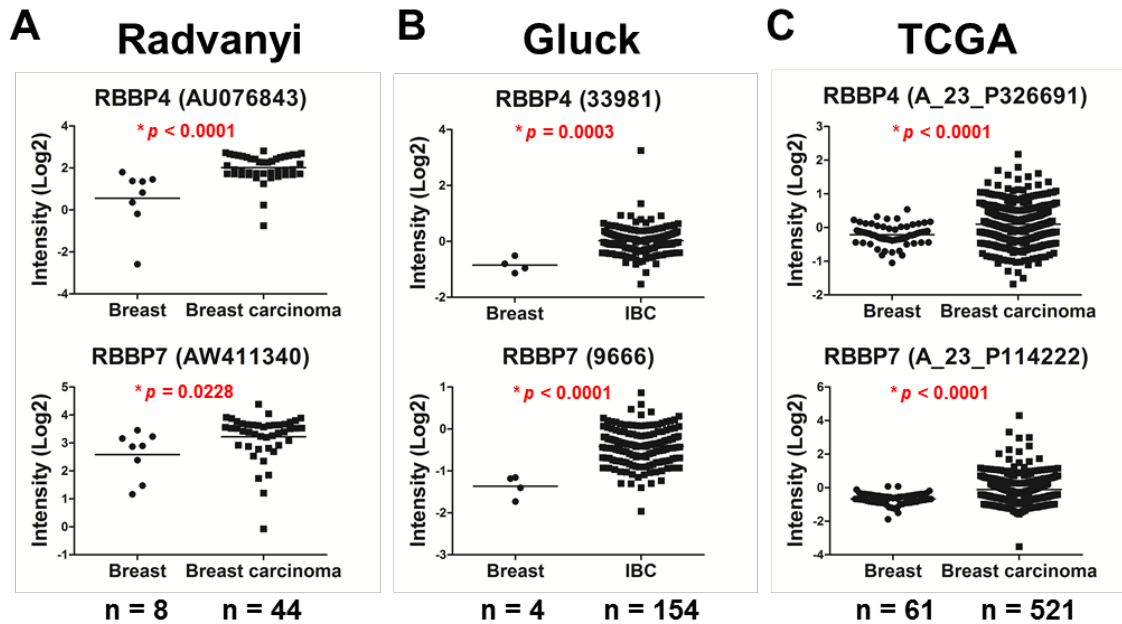 A
Radvanyi
RBBP4 (AU076843)
* p < 0.0001
Intensity (Log2)
4
2
0
-2
-4
Breast
Breast carcinoma
RBBP7 (AW411340)
* p = 0.0228
Intensity (Log2)
5
4
3
2
1
0
-1
Breast
Breast carcinoma
n = 8
n = 44
B
Gluck
RBBP4 (33981)
* p = 0.0003
Intensity (Log2)
4
2
0
-2
Breast
IBC
RBBP7 (9666)
* p < 0.0001
Intensity (Log2)
1
0
-1
-2
-3
Breast
IBC
n = 4
n = 154
C
TCGA
RBBP4 (A_23_P326691)
* p < 0.0001
Intensity (Log2)
3
2
1
0
-1
-2
Breast
Breast carcinoma
RBBP7 (A_23_P114222)
* p < 0.0001
Intensity (Log2)
6
4
2
0
-2
-4
Breast
Breast carcinoma
n = 61
n = 521